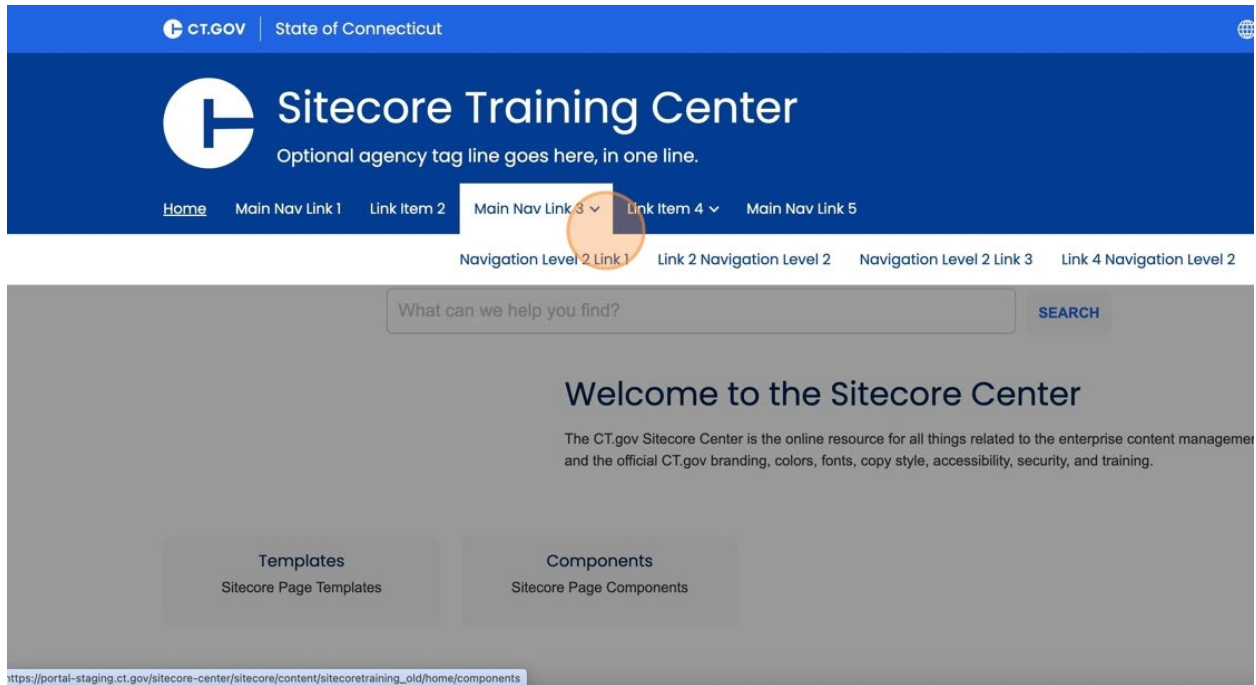 CT.GOV State of Connecticut
Sitecore Training Center
Optional agency tag line goes here, in one line.
Home Main Nav Link 1 Link Item 2 Main Nav Link 3 Link Item 4 Main Nav Link 5
Navigation Level 2 Link 1 Link 2 Navigation Level 2 Navigation Level 2 Link 3 Link 4 Navigation Level 2
What can we help you find? SEARCH
Welcome to the Sitecore Center
The CT.gov Sitecore Center is the online resource for all things related to the enterprise content
and the official CT.gov branding, colors, fonts, copy style, accessibility, security, and training.
Templates Components
Sitecore Page Templates Sitecore Page Components
https://portal-staging.ct.gov/sitecore-center/sitecore/content/sitecoretraining_old/home/components